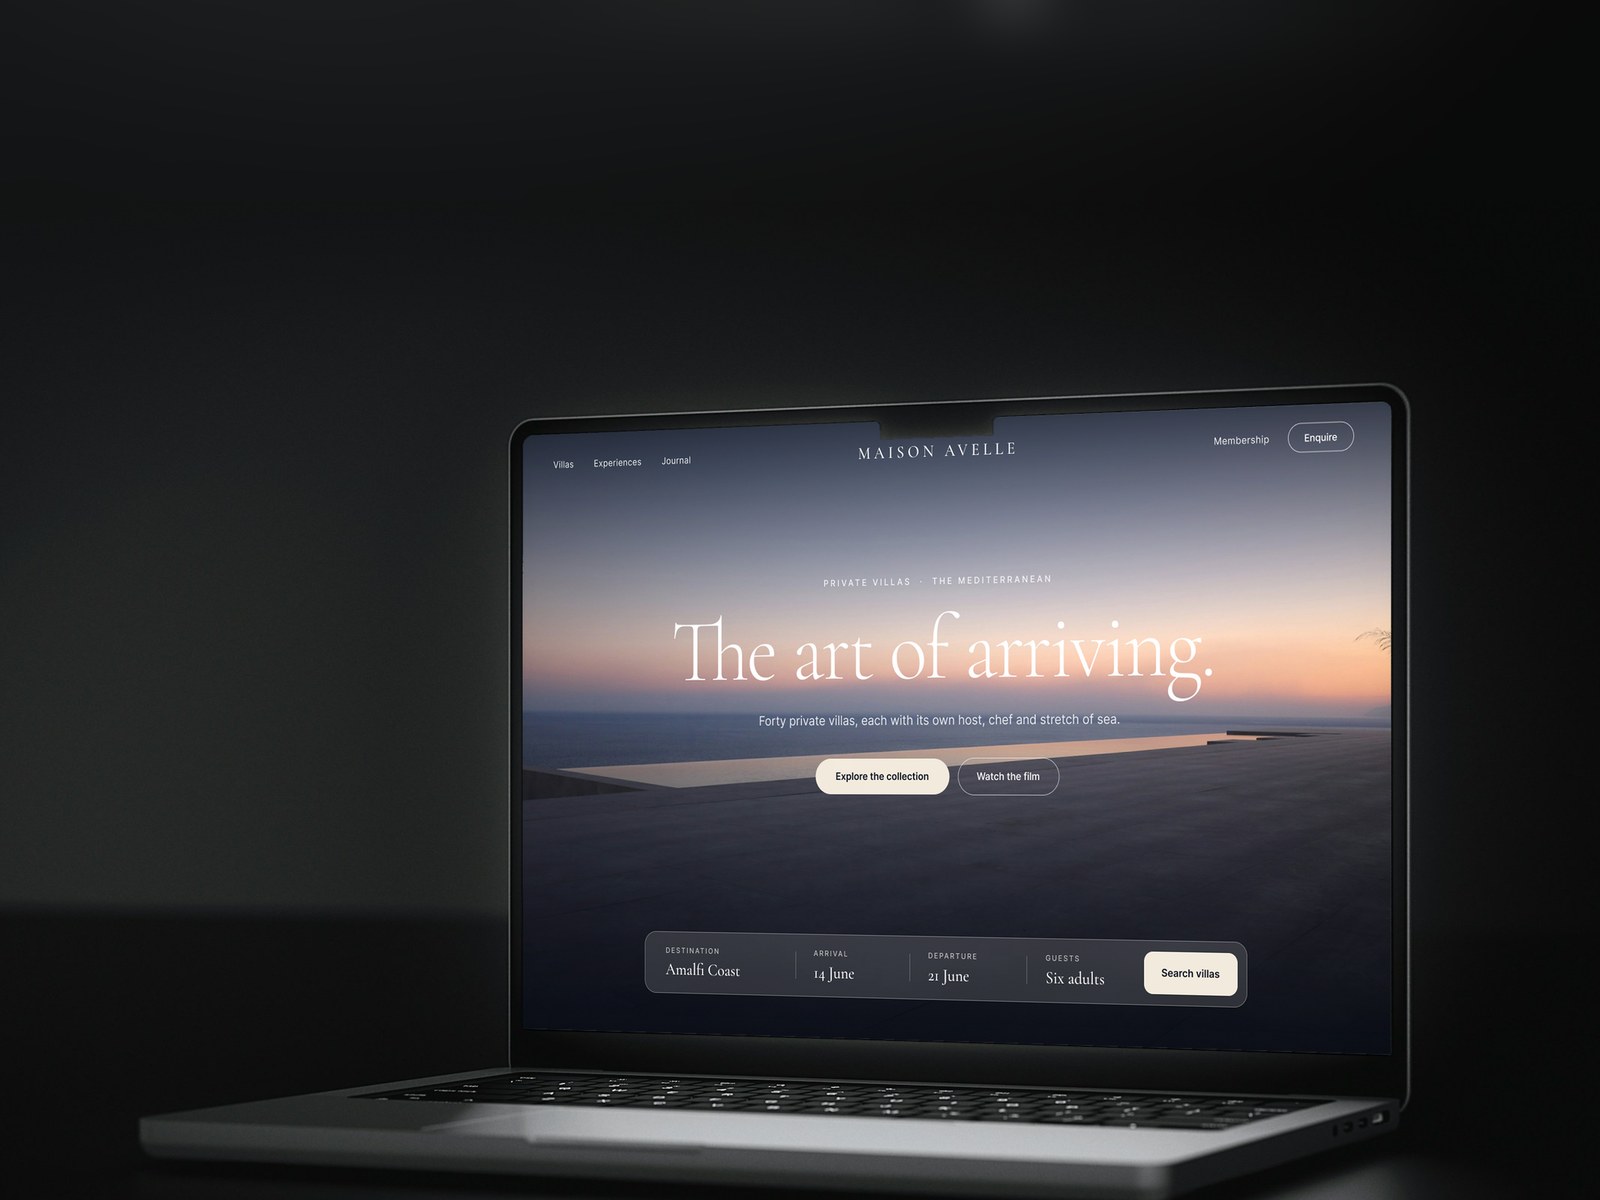 Villas Experiences Journal
MAISON AVELLE
Membership Enquire
PRIVATE VILLAS · THE MEDITERRANEAN
The art of arriving.
Forty private villas, each with its own host, chef and stretch of sea.
Explore the collection Watch the film
DESTINATION ARRIVAL DEPARTURE GUESTS
Amalfi Coast 14 June 21 June Six adults
Search villas